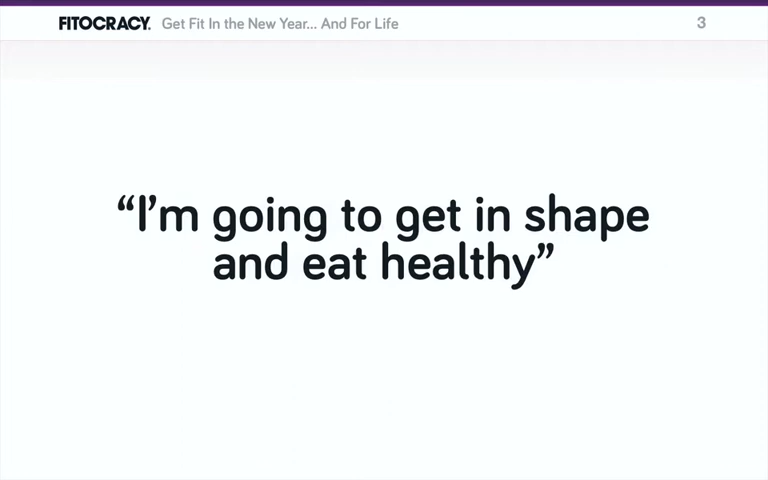 FITOCRACY. Get Fit In the New Year... And For Life 3
“I’m going to get in shape
and eat healthy”